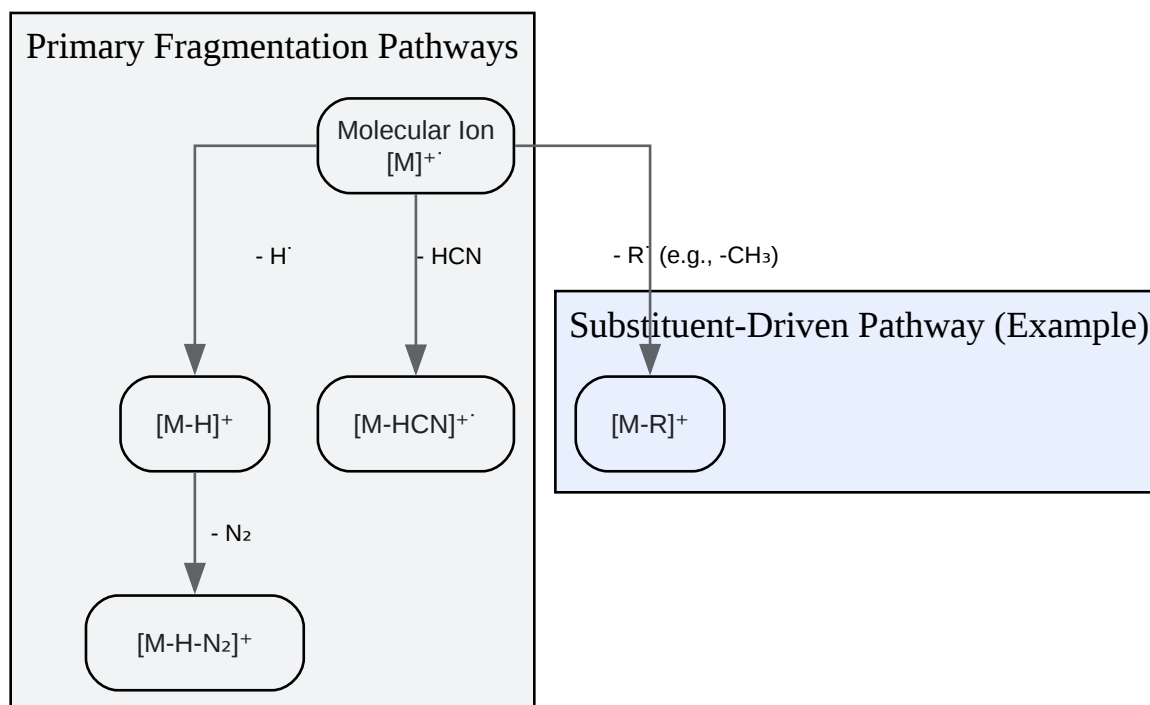 Primary Fragmentation Pathways
Molecular Ion
[M]⁺˙
- H˙
- HCN
- R˙ (e.g., -CH₃)
Substituent-Driven Pathway (Example)
[M-H]⁺
[M-HCN]⁺˙
[M-R]⁺
- N₂
[M-H-N₂]⁺